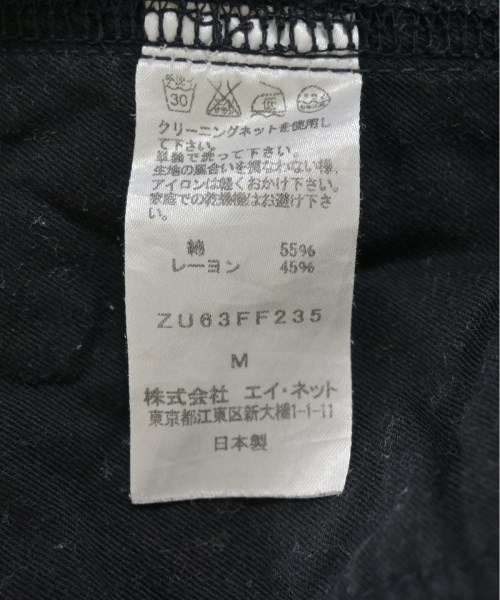 30
低
クリーニングネットを使用し
て下さい。
単独で洗って下さい。
生地の風合いを損なわない様、
アイロンは軽くおかけ下さい。
家庭での乾燥機はお避け下さ
い。
綿 55%
レーヨン 45%
ZU63FF235
M
株式会社 エイ・ネット
東京都江東区新大橋1-1-11
日本製